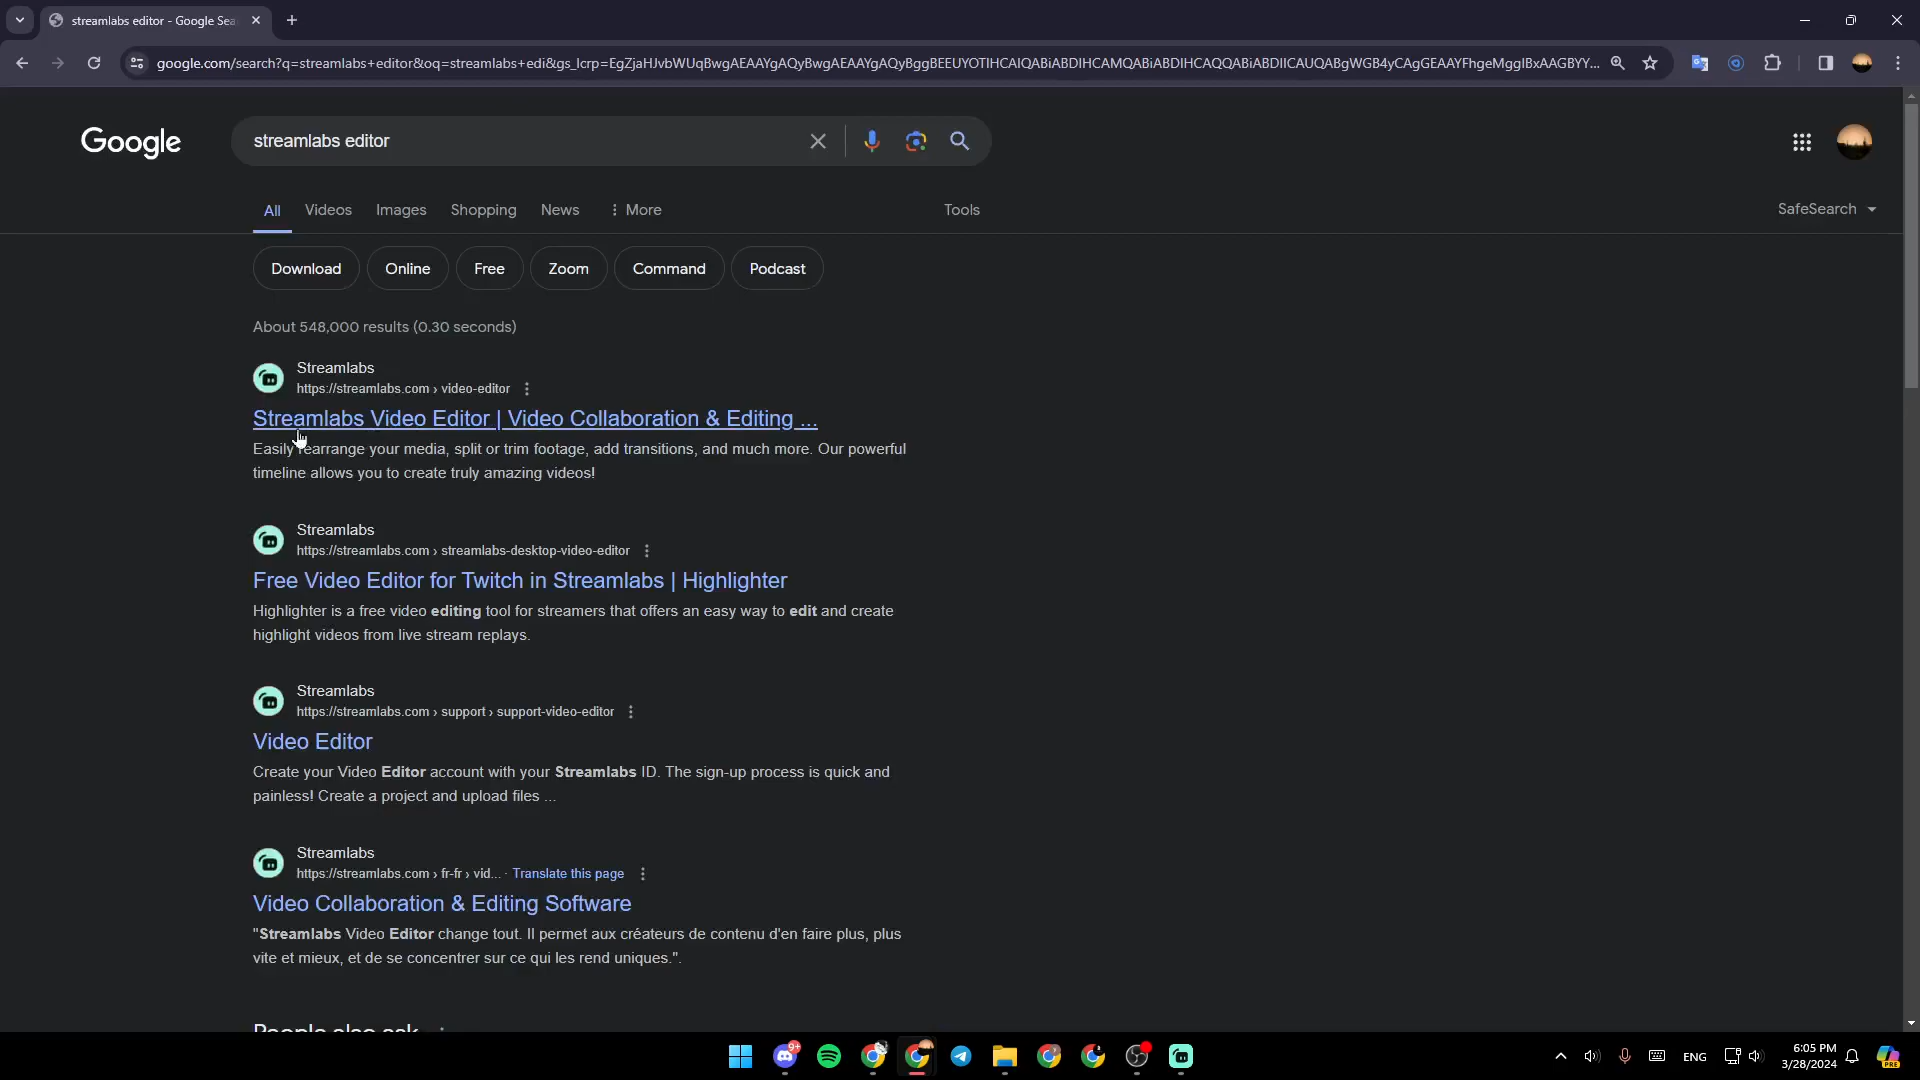 streamlabs editor - Google Sea
google.com/search?q=streamlabs+editor&oq=streamlabs+edi&gs_lcrp=EgZjaHJvbWUqBwgAEAAYgAQyBwgAEAAYgAQyBggBEEUYOTIHCAIQABiABDIHCAMQABiABDIHCAQQABiABDIICAUQABgWGB4yCAgGEAAYFhgeMggIBxAAGBYY...
Google
streamlabs editor
All
Videos
Images
Shopping
News
More
Tools
SafeSearch
Download
Online
Free
Zoom
Command
Podcast
About 548,000 results (0.30 seconds)
Streamlabs
https://streamlabs.com › video-editor
Streamlabs Video Editor | Video Collaboration & Editing ...
Easily rearrange your media, split or trim footage, add transitions, and much more. Our powerful
timeline allows you to create truly amazing videos!
Streamlabs
https://streamlabs.com › streamlabs-desktop-video-editor
Free Video Editor for Twitch in Streamlabs | Highlighter
Highlighter is a free video editing tool for streamers that offers an easy way to edit and create
highlight videos from live stream replays.
Streamlabs
https://streamlabs.com › support › support-video-editor
Video Editor
Create your Video Editor account with your Streamlabs ID. The sign-up process is quick and
painless! Create a project and upload files ...
Streamlabs
https://streamlabs.com › fr-fr › vid... · Translate this page
Video Collaboration & Editing Software
"Streamlabs Video Editor change tout. Il permet aux créateurs de contenu d'en faire plus, plus
vite et mieux, et de se concentrer sur ce qui les rend uniques.".
People also ask
9+
ENG
6:05 PM
3/28/2024
PRE